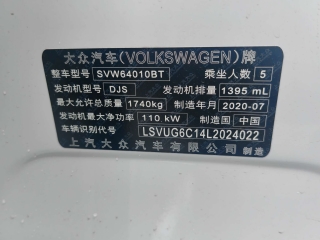 大众汽车(VOLKSWAGEN)牌
整车型号 SVW64010BT 乘坐人数 5
发动机型号 DJS 发动机排量 1395 mL
最大允许总质量 1740kg 制造年月 2020-07
发动机最大净功率 110 kW 制造国 中国
车辆识别代号 LSVUG6C14L2024022
上汽大众汽车有限公司 制造